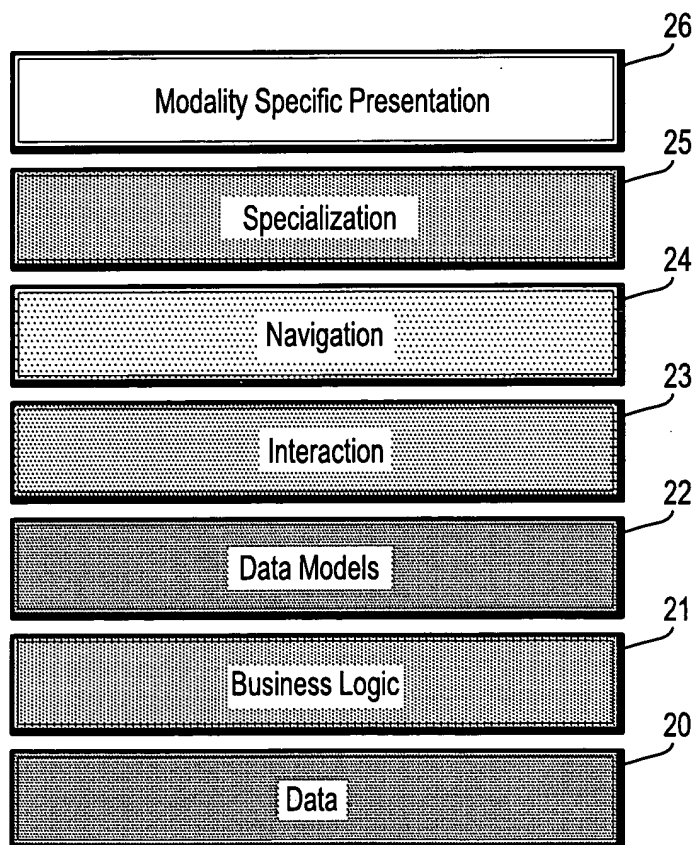 26
Modality Specific Presentation
25
Specialization
24
Navigation
23
Interaction
22
Data Models
21
Business Logic
20
Data